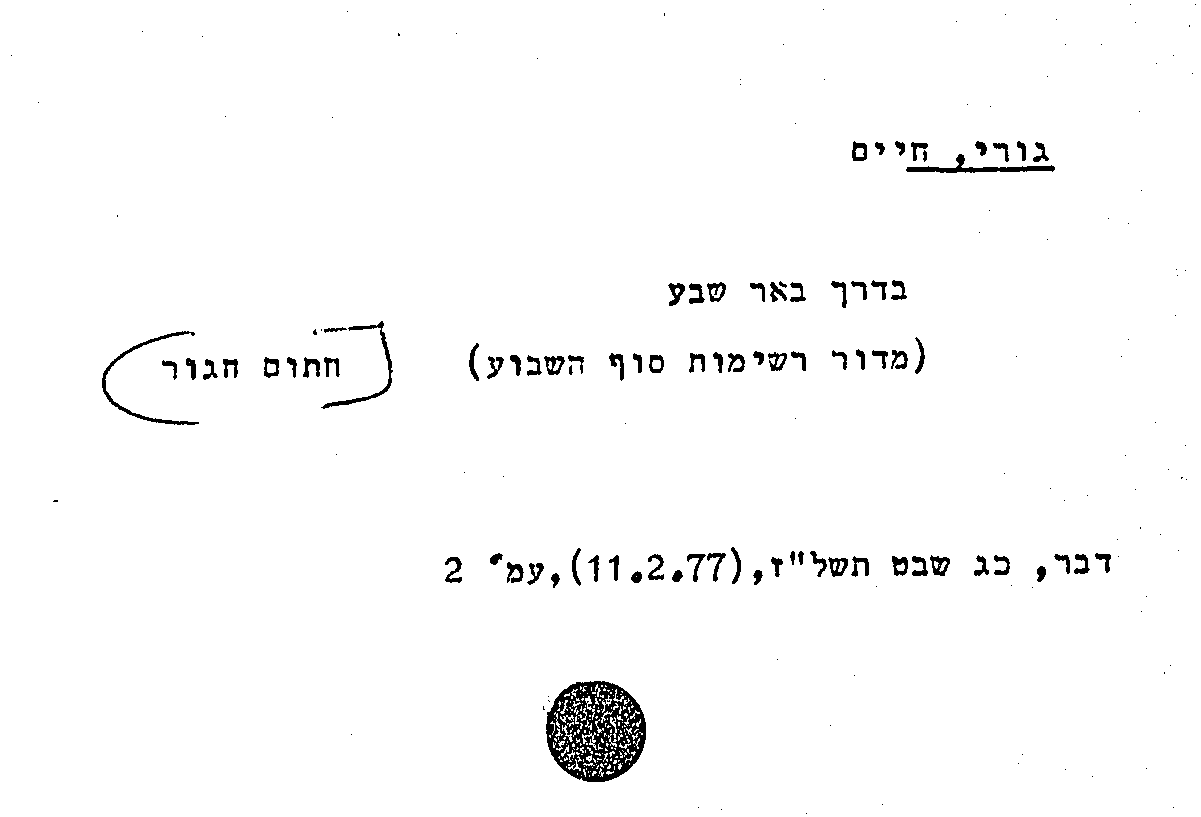 גורי, חיים
בדרך באר שבע
(מדור רשימות סוף השבוע) חתום חגור
דבר, כג שבט תשל"ז,(11.2.77),עמ' 2